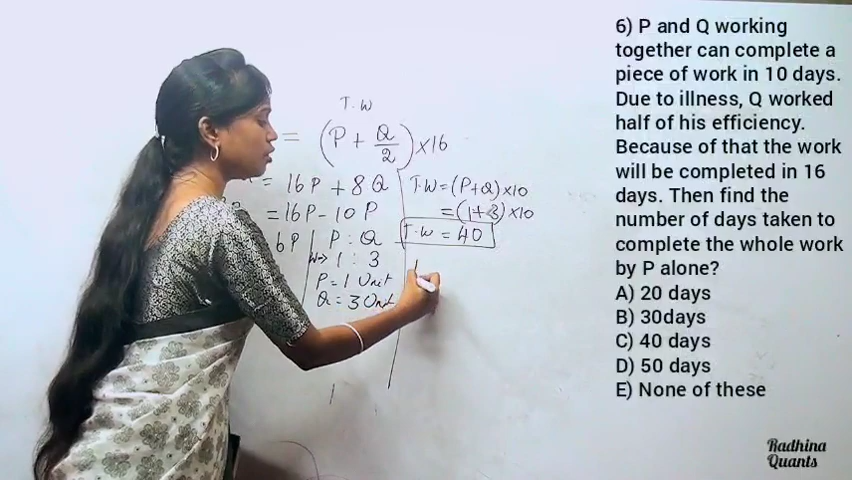 T.W
= (P + Q/2) ×16
= 16P + 8Q
= 16P - 10P
6P
P : Q
1 : 3
P = 1 Unit
Q = 3 Unit
T.W = (P+Q) ×10
= (1+3) ×10
T.W = 40
6) P and Q working
together can complete a
piece of work in 10 days.
Due to illness, Q worked
half of his efficiency.
Because of that the work
will be completed in 16
days. Then find the
number of days taken to
complete the whole work
by P alone?
A) 20 days
B) 30days
C) 40 days
D) 50 days
E) None of these
Radhina
Quants